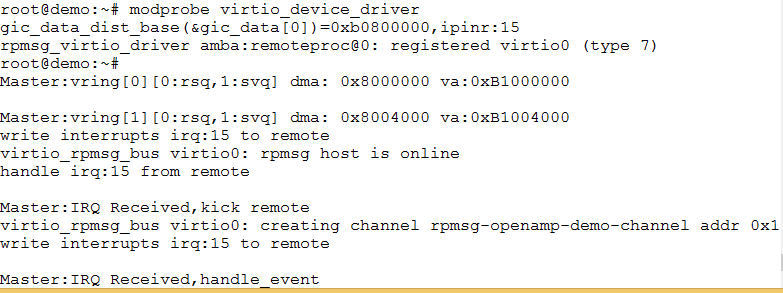 root@demo:~# modprobe virtio_device_driver
gic_data_dist_base(&gic_data[0])=0xb0800000,ipinr:15
rpmsg_virtio_driver amba:remoteproc@0: registered virtio0 (type 7)
root@demo:~#
Master:vring[0][0:rsq,1:svq] dma: 0x8000000 va:0xB1000000
Master:vring[1][0:rsq,1:svq] dma: 0x8004000 va:0xB1004000
write interrupts irq:15 to remote
virtio_rpmsg_bus virtio0: rpmsg host is online
handle irq:15 from remote
Master:IRQ Received,kick remote
virtio_rpmsg_bus virtio0: creating channel rpmsg-openamp-demo-channel addr 0x1
write interrupts irq:15 to remote
Master:IRQ Received,handle_event